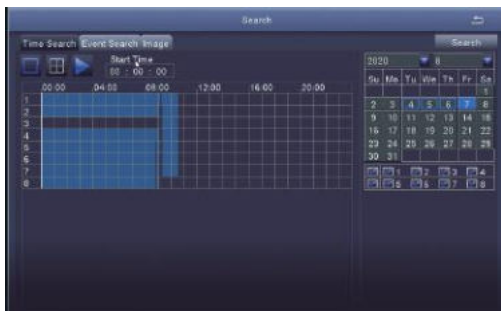 Search
Time Search Event Search Image Search
Start Time
00 : 00 : 00
00:00 04:00 08:00 12:00 16:00 20:00
1
2
3
4
5
6
7
8
2020 8
Su Mo Tu We Th Fr Sa
1
2 3 4 5 6 7 8
9 10 11 12 13 14 15
16 17 18 19 20 21 22
23 24 25 26 27 28 29
30 31
1 2 3 4
5 6 7 8